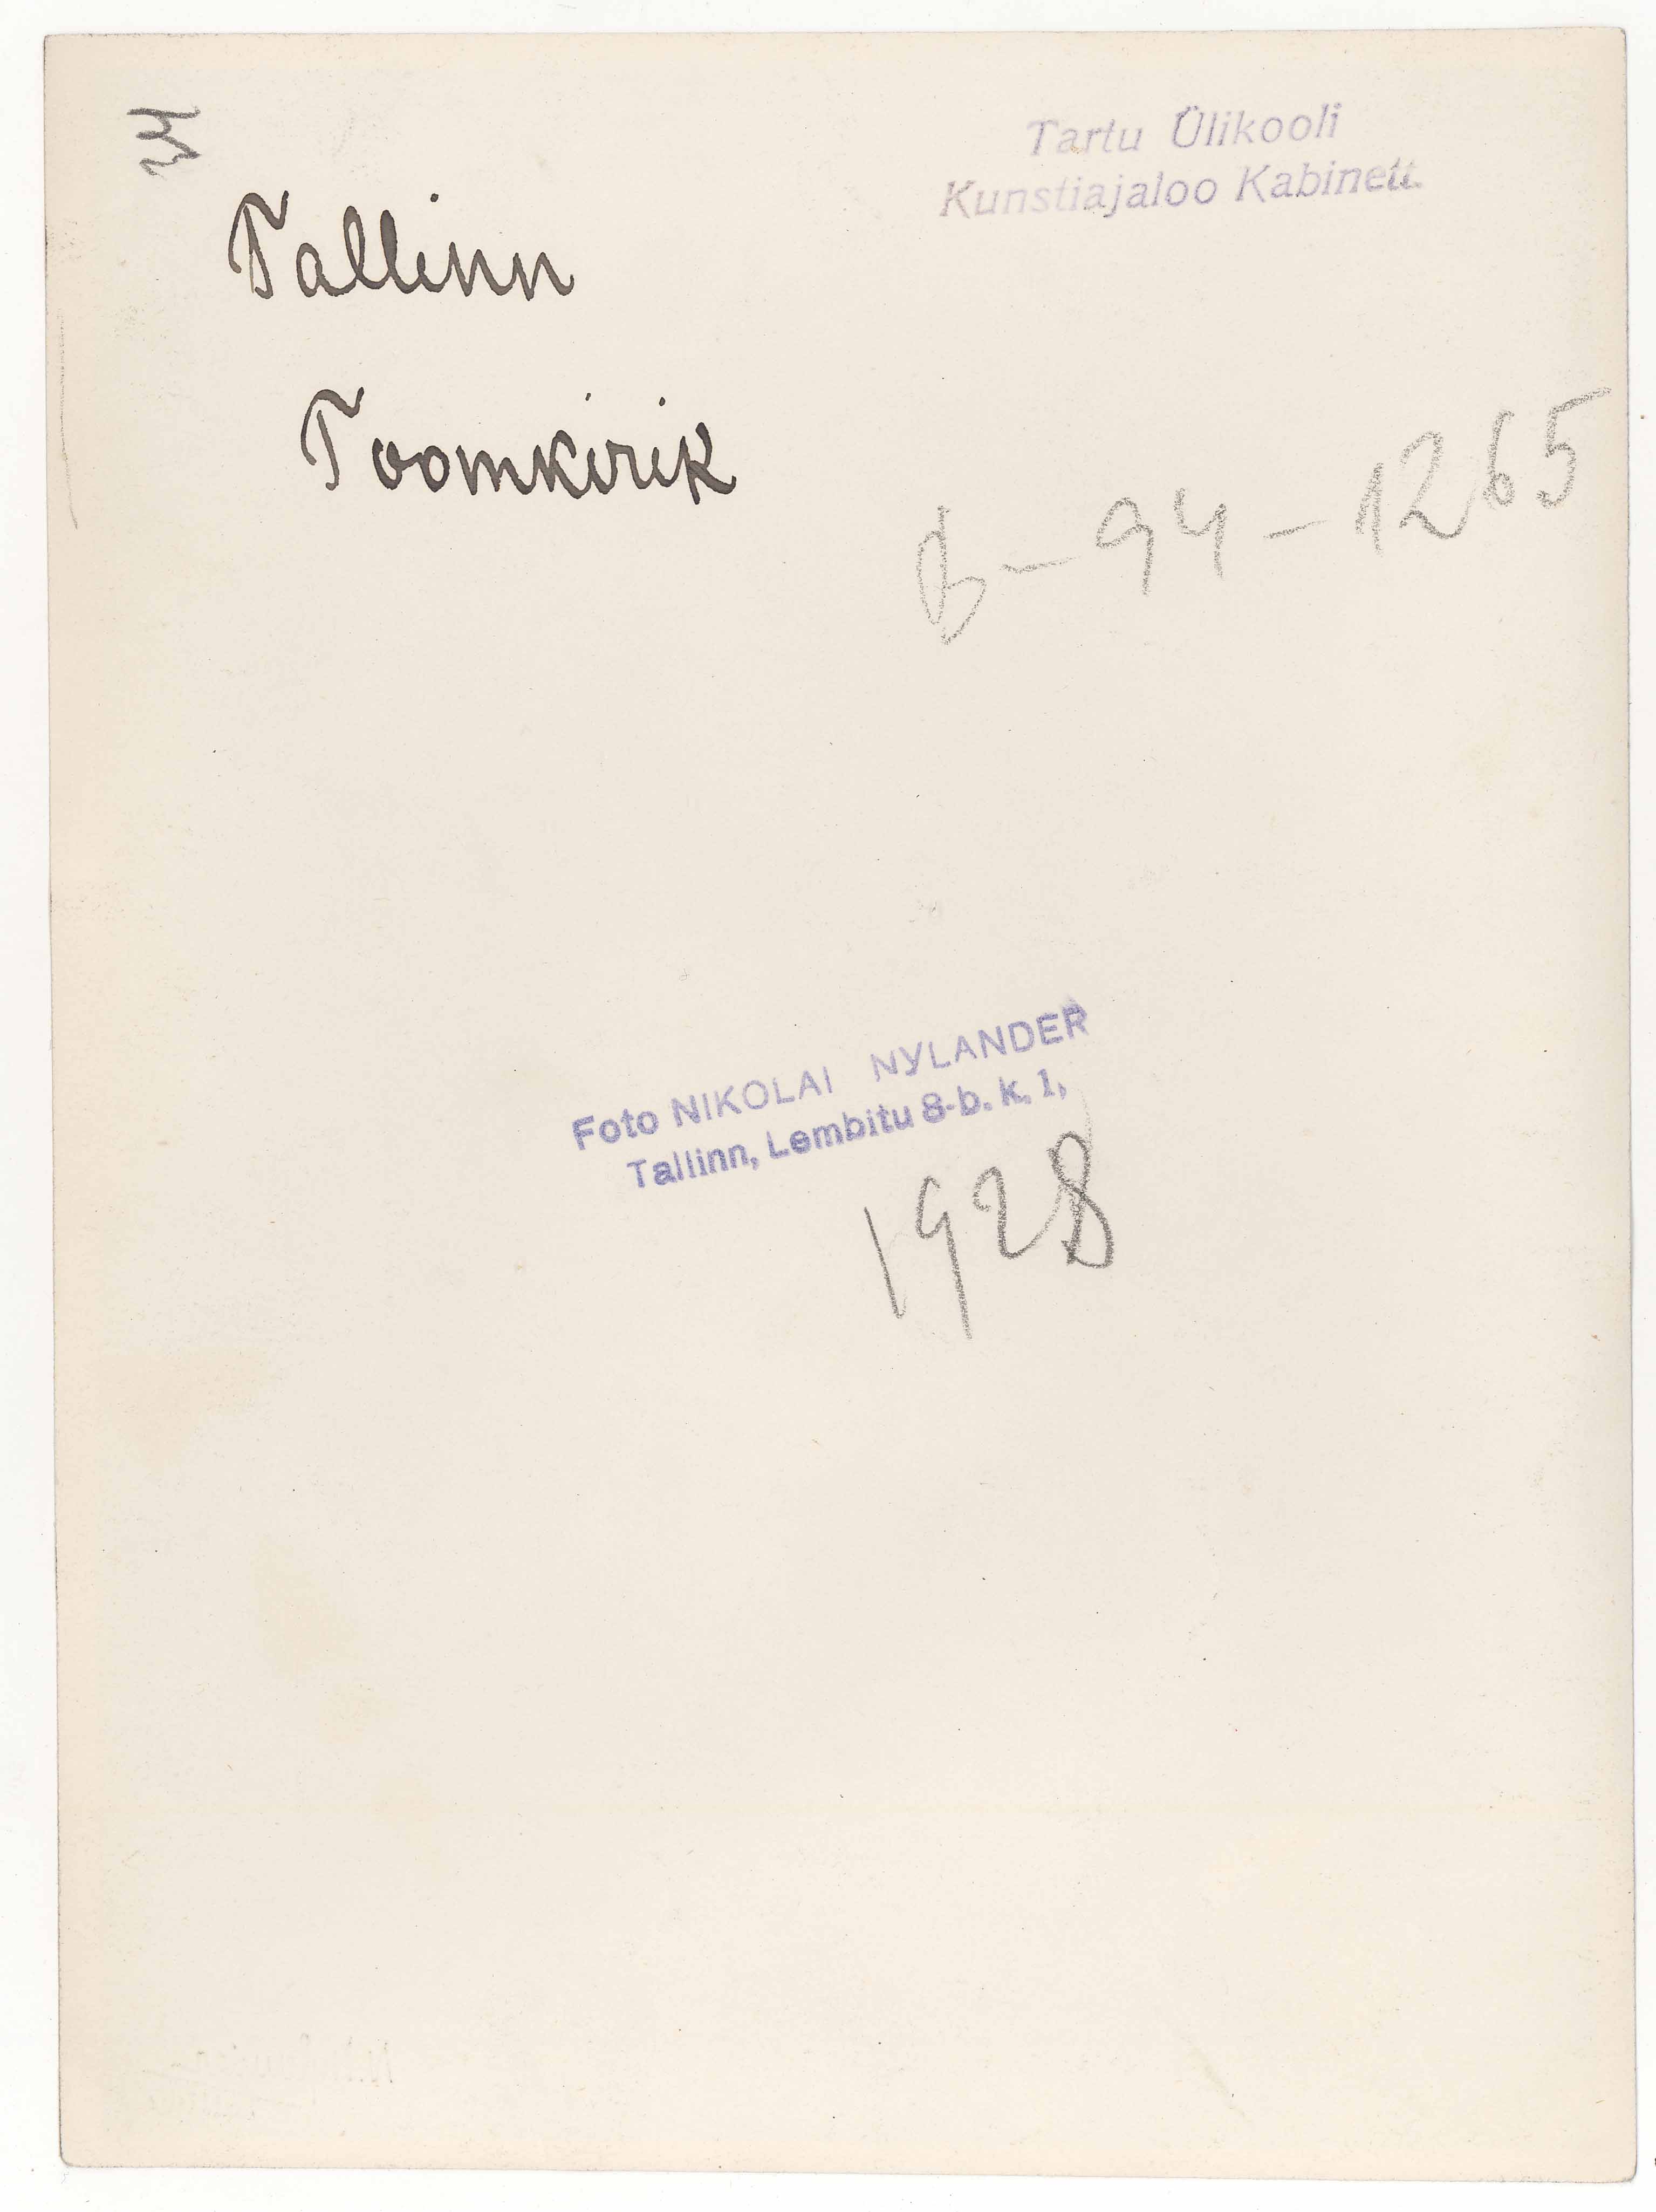 Tartu Ülikooli
Kunstiajaloo Kabinett.
Tallinn
Toomkirik
B-94-1265
Foto NIKOLAI NYLANDER
Tallinn, Lembitu 8-b. k. 1,
1928